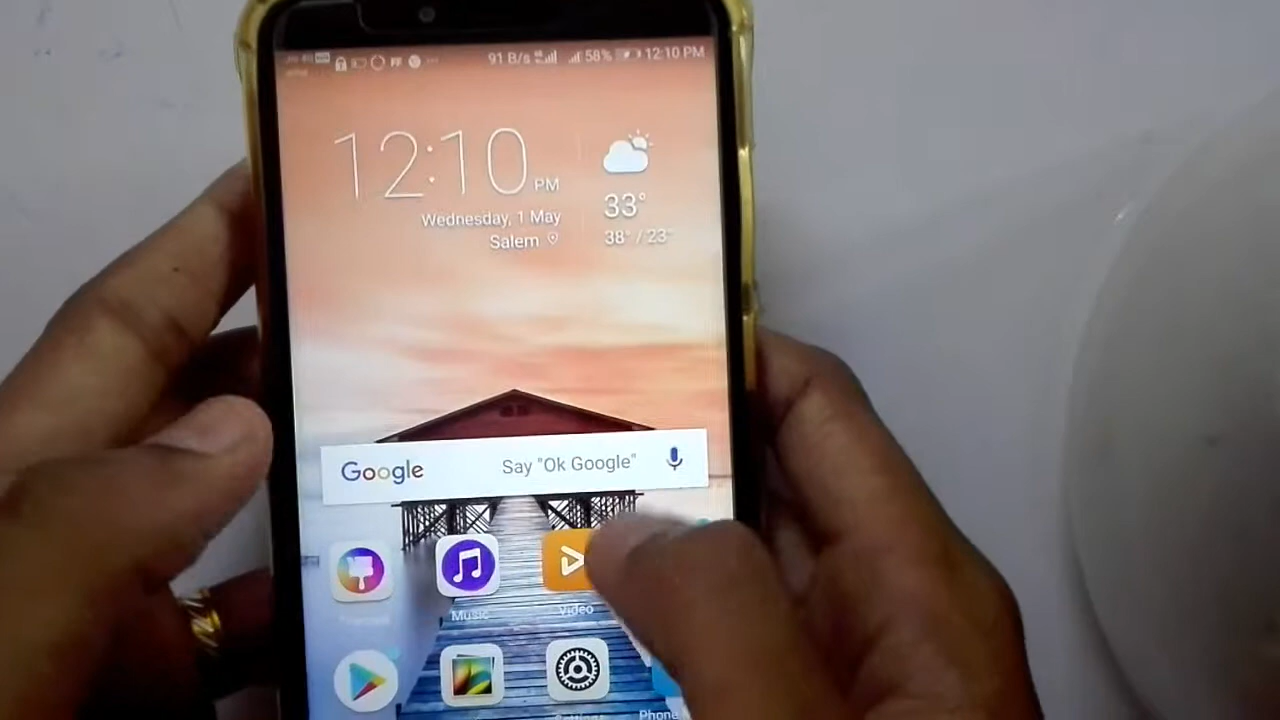 91 B/s 58% 12:10 PM
12:10 PM
Wednesday, 1 May
Salem
33°
38° / 23°
Google Say "Ok Google"
Music Video
Phone